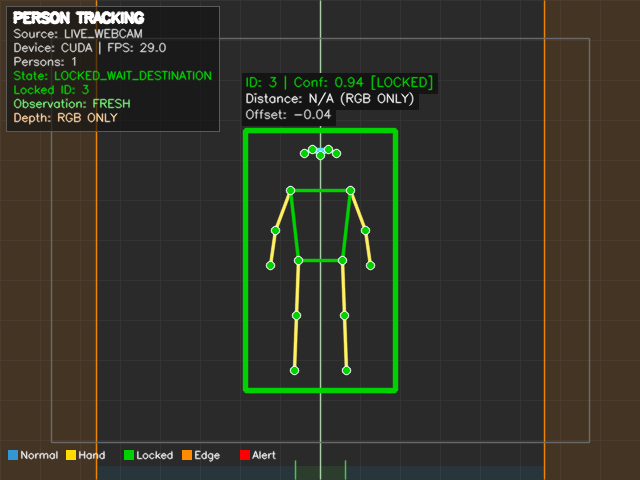 PERSON TRACKING
Source: LIVE_WEBCAM
Device: CUDA | FPS: 29.0
Persons: 1
State: LOCKED_WAIT_DESTINATION
Locked ID: 3
Observation: FRESH
Depth: RGB ONLY
ID: 3 | Conf: 0.94 [LOCKED]
Distance: N/A (RGB ONLY)
Offset: -0.04
Normal Hand Locked Edge Alert